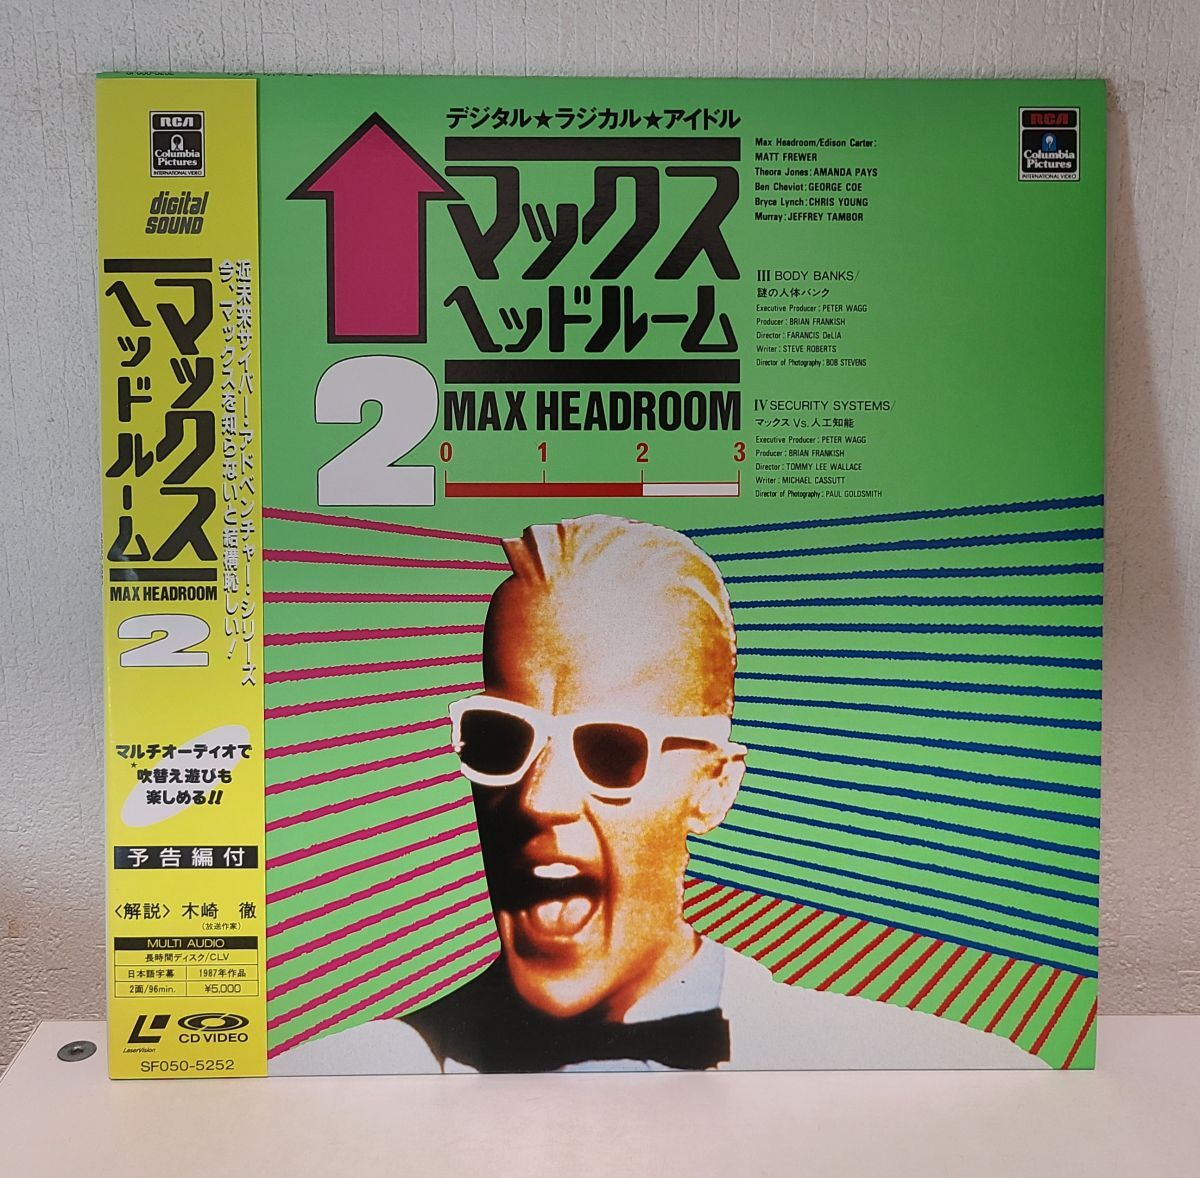 RCA
Columbia
Pictures
INTERNATIONAL VIDEO
digital
SOUND
近未来サイバー・アドベンチャー・シリーズ
今、マックスを知らないと結構恥しい!
マックス
ヘッドルーム
MAX HEADROOM
2
マルチオーディオで
★吹替え遊びも
楽しめる!!
予告編付
〈解説〉 木崎 徹
(放送作家)
MULTI AUDIO
長時間ディスク/CLV
日本語字幕 1987年作品
2面/96min. ¥5,000
LaserVision
CD VIDEO
SF050-5252
デジタル★ラジカル★アイドル
マックス
ヘッドルーム
2
MAX HEADROOM
0 1 2 3
Max Headroom/Edison Carter:
MATT FREWER
Theora Jones:AMANDA PAYS
Ben Cheviot:GEORGE COE
Bryce Lynch:CHRIS YOUNG
Murray:JEFFREY TAMBOR
III BODY BANKS/
謎の人体バンク
Executive Producer:PETER WAGG
Producer:BRIAN FRANKISH
Director:FARANCIS DeLIA
Writer:STEVE ROBERTS
Director of Photography:BOB STEVENS
IV SECURITY SYSTEMS/
マックス Vs.人工知能
Executive Producer:PETER WAGG
Producer:BRIAN FRANKISH
Director:TOMMY LEE WALLACE
Writer:MICHAEL CASSUTT
Director of Photography:PAUL GOLDSMITH
RCA
Columbia
Pictures
INTERNATIONAL VIDEO